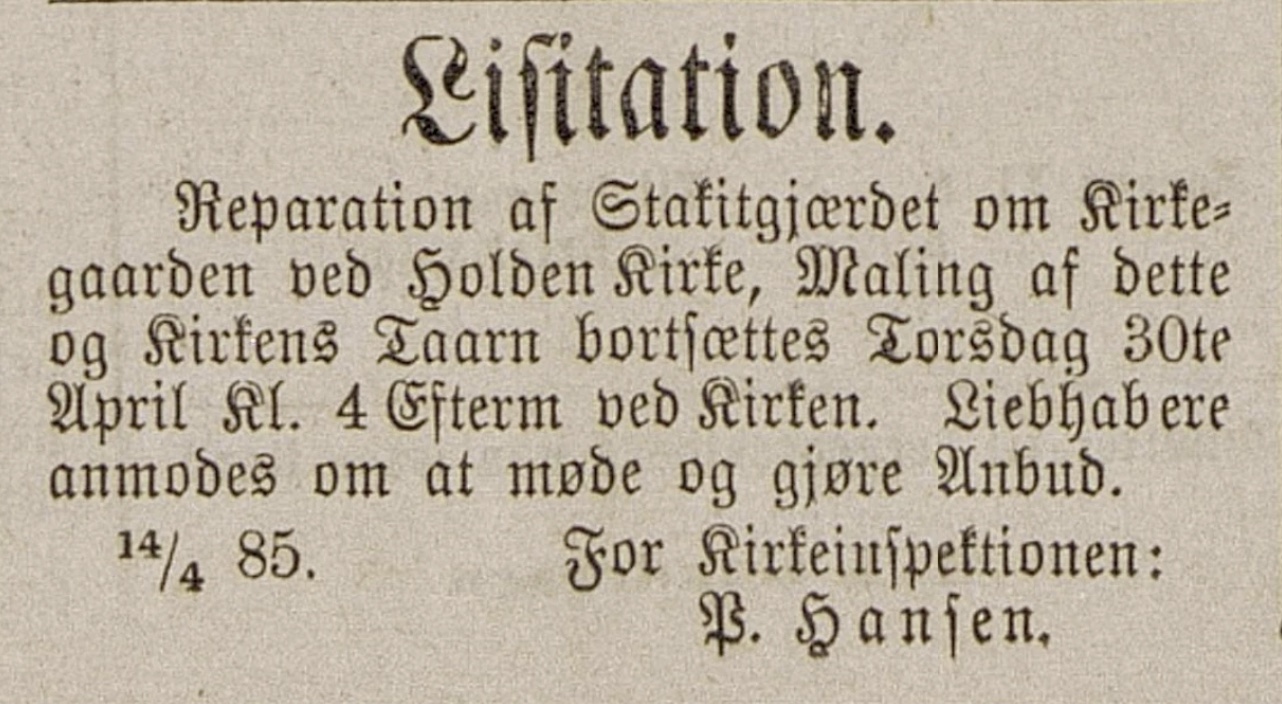 Lisitation.
Reparation af Stakitgjærdet om Kirke-
gaarden ved Holden Kirke, Maling af dette
og Kirkens Taarn bortsættes Torsdag 30te
April Kl. 4 Efterm ved Kirken. Liebhabere
anmodes om at møde og gjøre Anbud.
14/4 85. For Kirkeinspektionen:
P. Hansen.